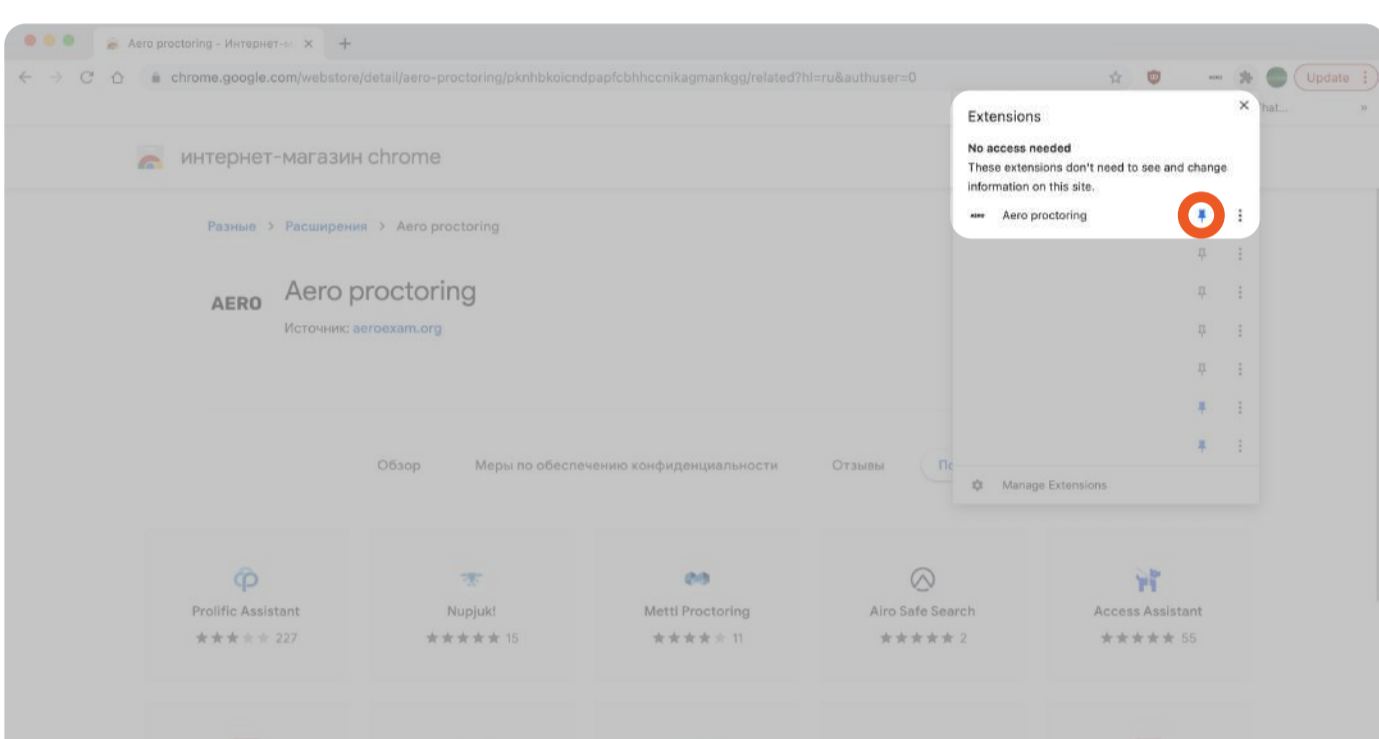 Aero proctoring - Интернет-м
chrome.google.com/webstore/detail/aero-proctoring/pknhbkoicndpapfcbhhccnikagmankgg/related?hl=ru&authuser=0
Update
hat...
Extensions
No access needed
These extensions don't need to see and change
information on this site.
AERO Aero proctoring
Manage Extensions
интернет-магазин chrome
Разные > Расширения > Aero proctoring
AERO
Aero proctoring
Источник: aeroexam.org
Обзор Меры по обеспечению конфиденциальности Отзывы
Prolific Assistant Nupjuk! Mettl Proctoring Airo Safe Search Access Assistant
227 15 11 2 55